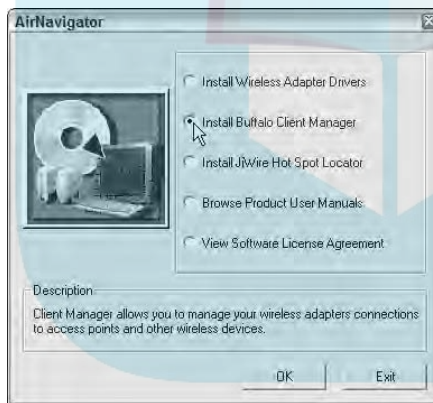 AirNavigator
Install Wireless Adapter Drivers
Install Buffalo Client Manager
Install JiWire Hot Spot Locator
Browse Product User Manuals
View Software License Agreement
Description
Client Manager allows you to manage your wireless adapters connections
to access points and other wireless devices.
OK
Exit